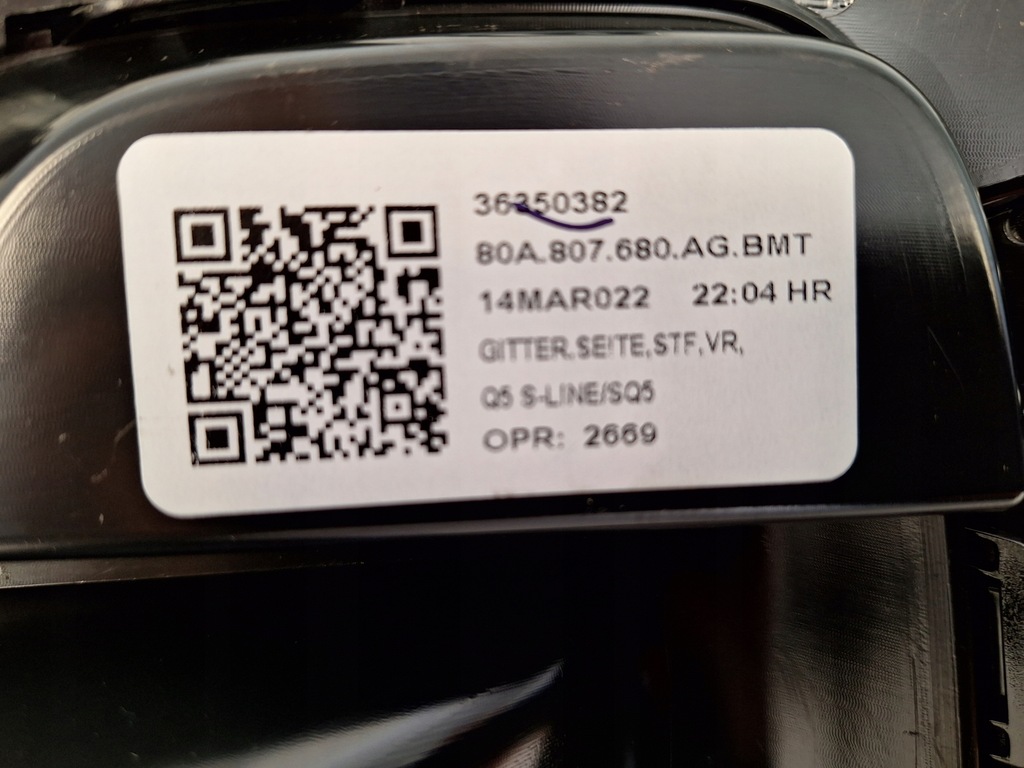 36350382
80A.807.680.AG.BMT
14MAR022 22:04 HR
GITTER,SEITE,STF,VR,
Q5 S-LINE/SQ5
OPR: 2669